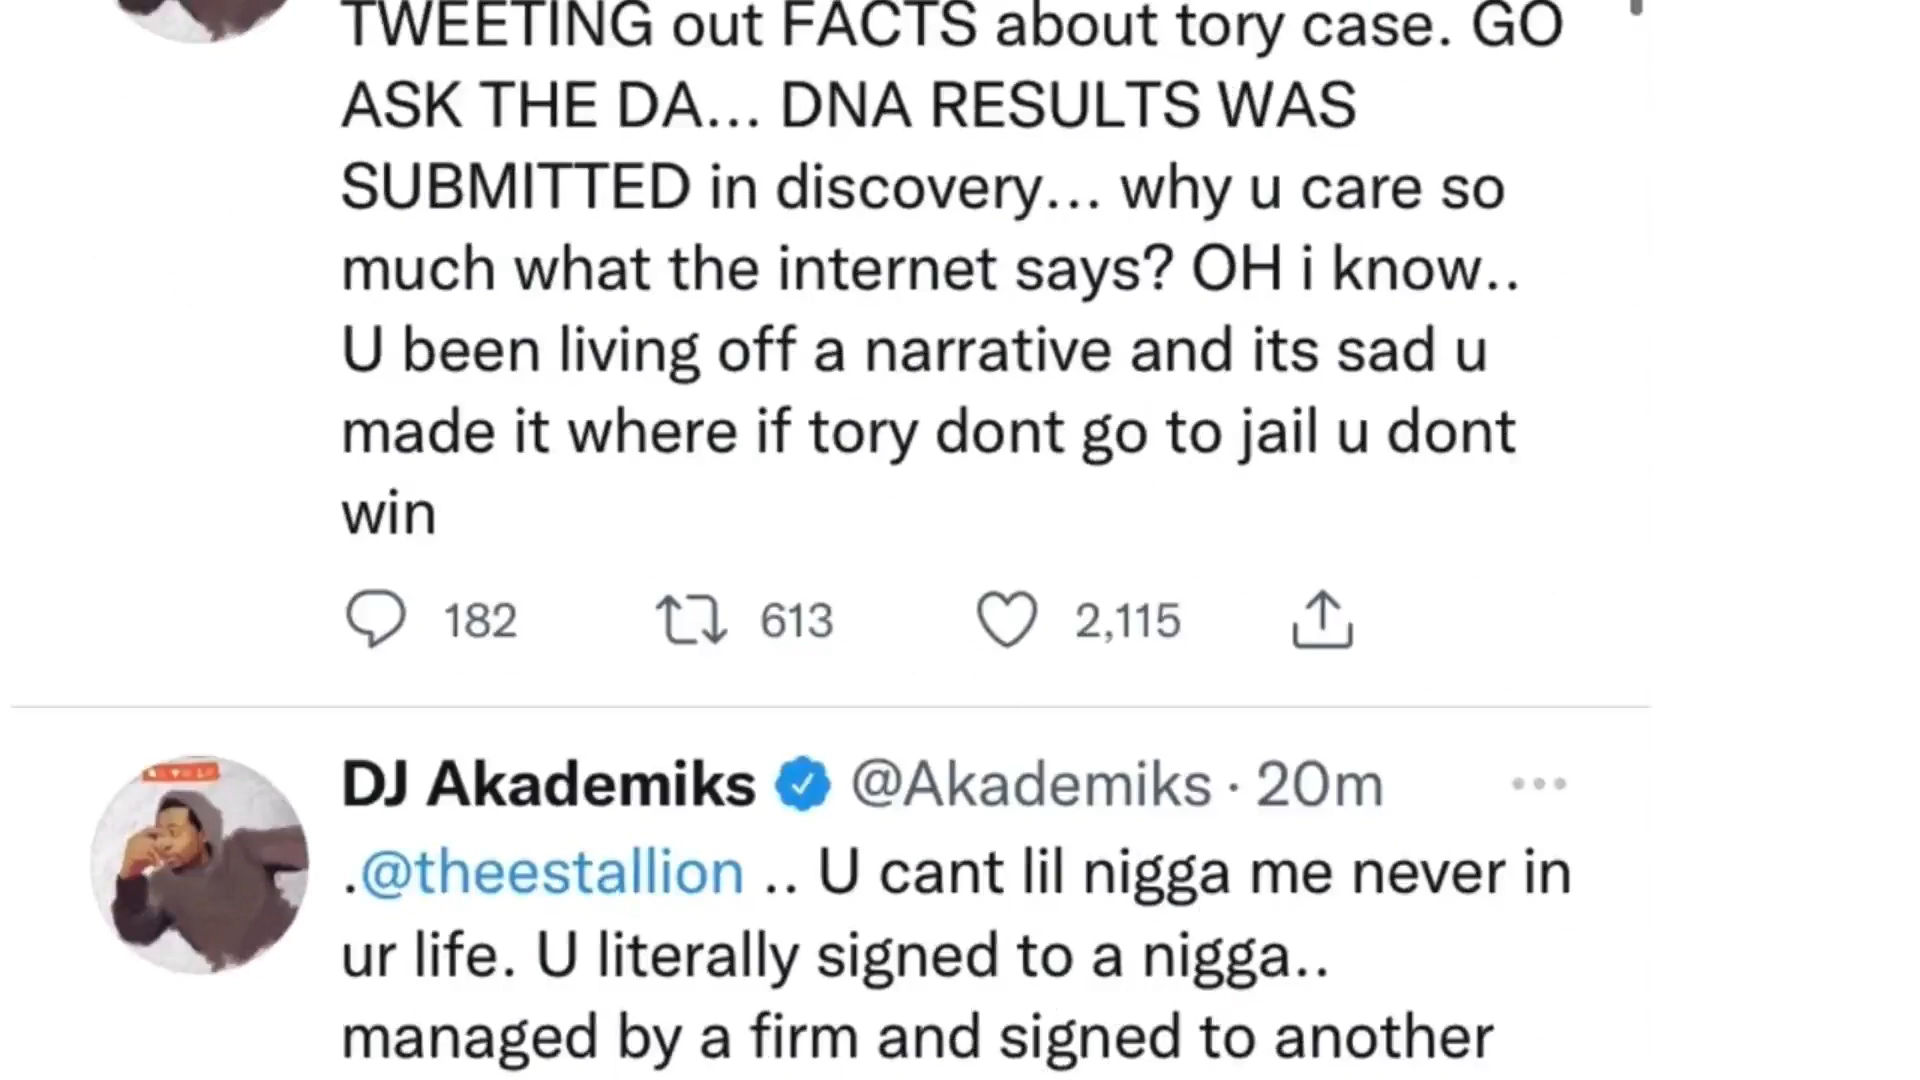 TWEETING out FACTS about tory case. GO
ASK THE DA... DNA RESULTS WAS
SUBMITTED in discovery... why u care so
much what the internet says? OH i know..
U been living off a narrative and its sad u
made it where if tory dont go to jail u dont
win
182 613 2,115
DJ Akademiks @Akademiks · 20m
.@theestallion .. U cant lil nigga me never in
ur life. U literally signed to a nigga..
managed by a firm and signed to another